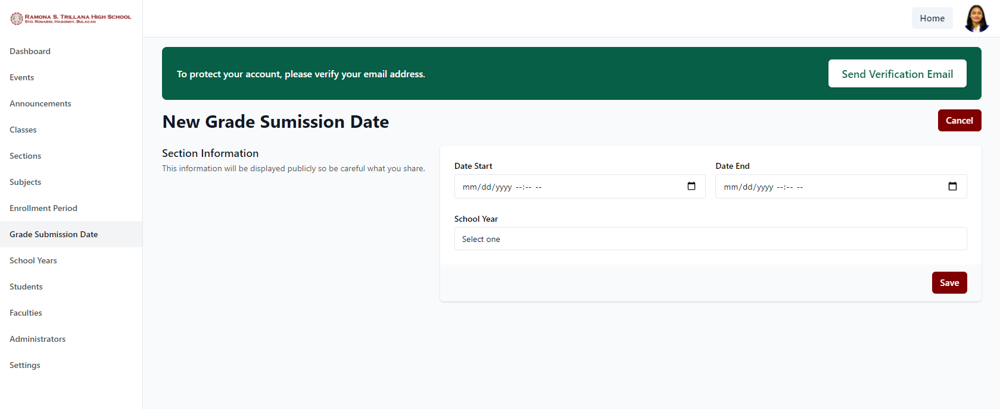 RAMONA S. TRILLANA HIGH SCHOOL
STO. ROSARIO, HAGONOY, BULACAN
Home
Dashboard
Events
Announcements
Classes
Sections
Subjects
Enrollment Period
Grade Submission Date
School Years
Students
Faculties
Administrators
Settings
To protect your account, please verify your email address.
Send Verification Email
New Grade Sumission Date
Cancel
Section Information
This information will be displayed publicly so be careful what you share.
Date Start
Date End
mm/dd/yyyy --:-- --
mm/dd/yyyy --:-- --
School Year
Select one
Save